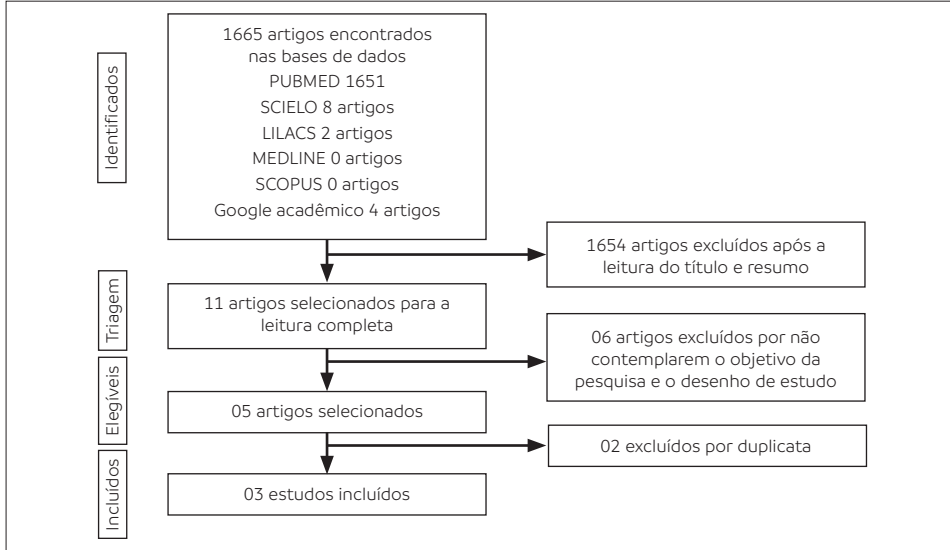 Identificados
1665 artigos encontrados
nas bases de dados
PUBMED 1651
SCIELO 8 artigos
LILACS 2 artigos
MEDLINE 0 artigos
SCOPUS 0 artigos
Google acadêmico 4 artigos
1654 artigos excluídos após a
leitura do título e resumo
Triagem
11 artigos selecionados para a
leitura completa
06 artigos excluídos por não
contemplarem o objetivo da
pesquisa e o desenho de estudo
Elegíveis
05 artigos selecionados
02 excluídos por duplicata
Incluídos
03 estudos incluídos